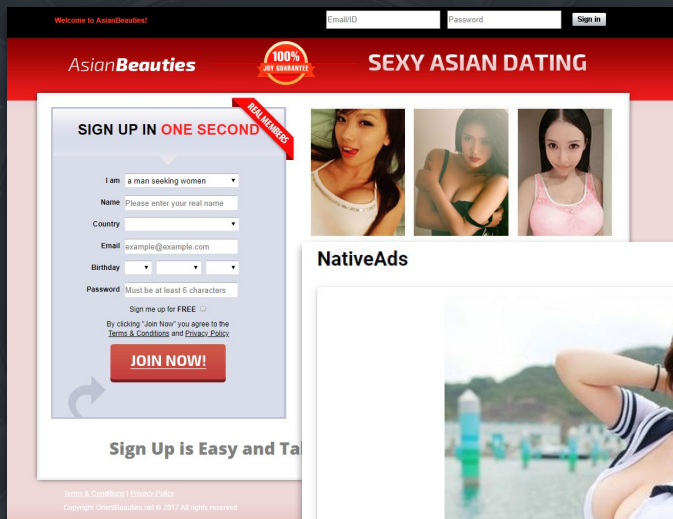 Welcome to AsianBeauties!
Email/ID
Password
Sign in
AsianBeauties
100%
JOY GUARANTEE
SEXY ASIAN DATING
SIGN UP IN ONE SECOND
REAL MEMBERS
I am a man seeking women
Name Please enter your real name
Country
Email example@example.com
Birthday
Password Must be at least 6 characters
Sign me up for FREE
By clicking "Join Now" you agree to the
Terms & Conditions and Privacy Policy
JOIN NOW!
NativeAds
Sign Up is Easy and Ta
Terms & Conditions | Privacy Policy
Copyright OrientBeauties.net © 2017 All rights reserved